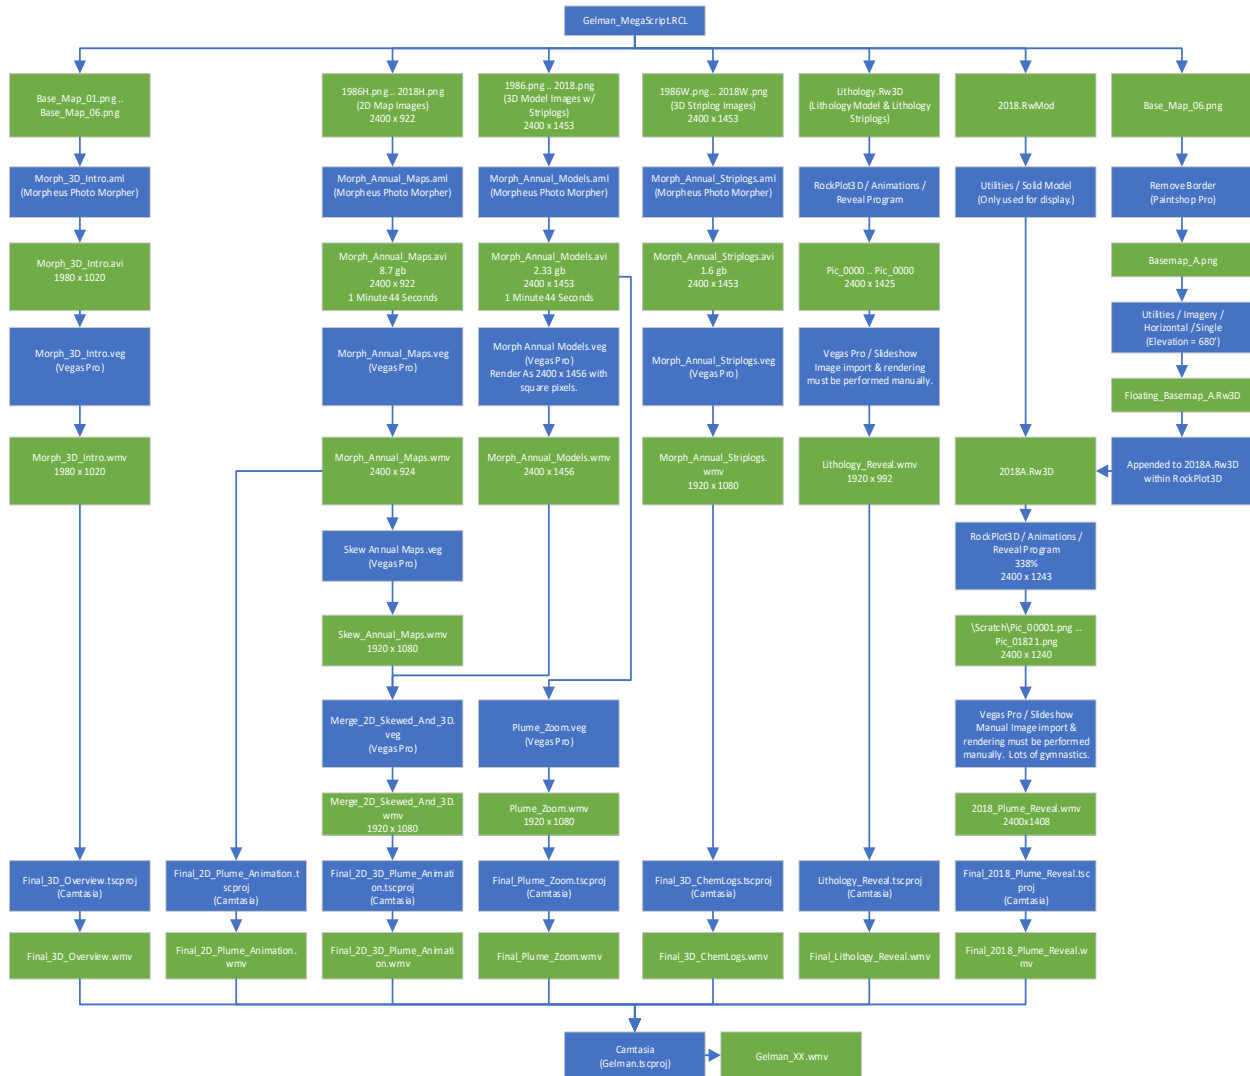 Gelman_MegaScript.RCL
Base_Map_01.png ..
Base_Map_06.png
1986H.png .. 2018H.png
(2D Map Images)
2400 x 922
1986.png .. 2018.png
(3D Model Images w/
Striplogs)
2400 x 1453
1986W.png .. 2018W.png
(3D Striplog Images)
2400 x 1453
Lithology.Rw3D
(Lithology Model & Lithology
Striplogs)
2018.RwMod
Base_Map_06.png
Morph_3D_Intro.aml
(Morpheus Photo Morpher)
Morph_Annual_Maps.aml
(Morpheus Photo Morpher)
Morph_Annual_Models.aml
(Morpheus Photo Morpher)
Morph_Annual_Striplogs.aml
(Morpheus Photo Morpher)
RockPlot3D / Animations /
Reveal Program
Utilities / Solid Model
(Only used for display.)
Remove Border
(Paintshop Pro)
Morph_3D_Intro.avi
1980 x 1020
Morph_Annual_Maps.avi
8.7 gb
2400 x 922
1 Minute 44 Seconds
Morph_Annual_Models.avi
2.33 gb
2400 x 1453
1 Minute 44 Seconds
Morph_Annual_Striplogs.avi
1.6 gb
2400 x 1453
Pic_0000 .. Pic_0000
2400 x 1425
Basemap_A.png
Utilities / Imagery /
Horizontal / Single
(Elevation = 680')
Morph_3D_Intro.veg
(Vegas Pro)
Morph_Annual_Maps.veg
(Vegas Pro)
Morph Annual Models.veg
(Vegas Pro)
Render As 2400 x 1456 with
square pixels.
Morph_Annual_Striplogs.veg
(Vegas Pro)
Vegas Pro / Slideshow
Image import & rendering
must be performed manually.
Floating_Basemap_A.Rw3D
Morph_3D_Intro.wmv
1980 x 1020
Morph_Annual_Maps.wmv
2400 x 924
Morph_Annual_Models.wmv
2400 x 1456
Morph_Annual_Striplogs.
wmv
1920 x 1080
Lithology_Reveal.wmv
1920 x 992
2018A.Rw3D
Appended to 2018A.Rw3D
within RockPlot3D
Skew Annual Maps.veg
(Vegas Pro)
RockPlot3D / Animations /
Reveal Program
338%
2400 x 1243
Skew_Annual_Maps.wmv
1920 x 1080
\Scratch\Pic_00001.png ...
Pic_01821.png
2400 x 1240
Merge_2D_Skewed_And_3D.
veg
(Vegas Pro)
Plume_Zoom.veg
(Vegas Pro)
Vegas Pro / Slideshow
Manual Image import &
rendering must be performed
manually. Lots of gymnastics.
Merge_2D_Skewed_And_3D.
wmv
1920 x 1080
Plume_Zoom.wmv
1920 x 1080
2018_Plume_Reveal.wmv
2400x1408
Final_3D_Overview.tscproj
(Camtasia)
Final_2D_Plume_Animation.t
scproj
(Camtasia)
Final_2D_3D_Plume_Animati
on.tscproj
(Camtasia)
Final_Plume_Zoom.tscproj
(Camtasia)
Final_3D_ChemLogs.tscproj
(Camtasia)
Lithology_Reveal.tscproj
(Camtasia)
Final_2018_Plume_Reveal.tsc
proj
(Camtasia)
Final_3D_Overview.wmv
Final_2D_Plume_Animation.
wmv
Final_2D_3D_Plume_Animati
on.wmv
Final_Plume_Zoom.wmv
Final_3D_ChemLogs.wmv
Final_Lithology_Reveal.wmv
Final_2018_Plume_Reveal.w
mv
Camtasia
(Gelman.tscproj)
Gelman_XX.wmv